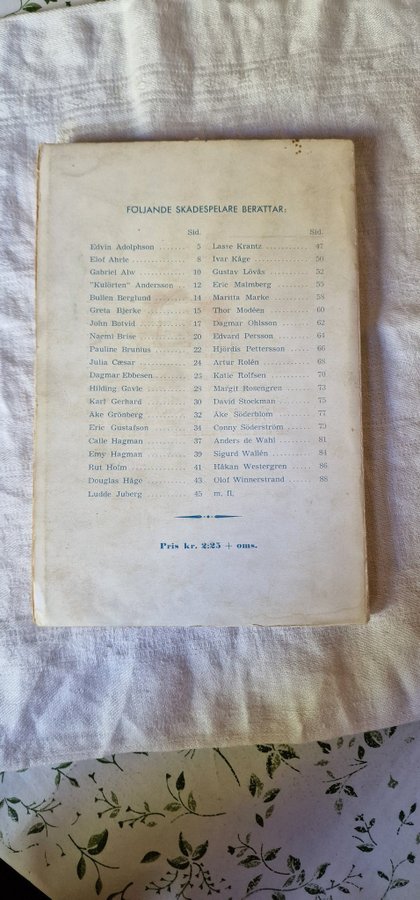 FÖLJANDE SKÅDESPELARE BERÄTTAR:
Sid.
Edvin Adolphson ....... 5
Elof Ahrle ............ 8
Gabriel Alw ........... 10
"Kulörten" Andersson .. 12
Bullen Berglund ....... 14
Greta Bjerke .......... 15
John Botvid ........... 17
Naemi Brise ........... 20
Pauline Brunius ....... 22
Julia Cæsar ........... 24
Dagmar Ebbesen ........ 25
Hilding Gavle ......... 28
Karl Gerhard .......... 30
Åke Grönberg .......... 32
Eric Gustafson ........ 34
Calle Hagman .......... 37
Emy Hagman ............ 39
Rut Holm .............. 41
Douglas Håge .......... 43
Ludde Juberg .......... 45
Sid.
Lasse Krantz .......... 47
Ivar Kåge ............. 50
Gustav Lövås .......... 52
Eric Malmberg ......... 55
Maritta Marke ......... 58
Thor Modéen ........... 60
Dagmar Ohlsson ........ 62
Edvard Persson ........ 64
Hjördis Pettersson .... 66
Artur Rolén ........... 68
Katie Rolfsen ......... 70
Margit Rosengren ...... 73
David Stockman ........ 75
Åke Söderblom ......... 77
Conny Söderström ...... 79
Anders de Wahl ........ 81
Sigurd Wallén ......... 84
Håkan Westergren ...... 86
Olof Winnerstrand ..... 88
m. fl.
Pris kr. 2:25 + oms.